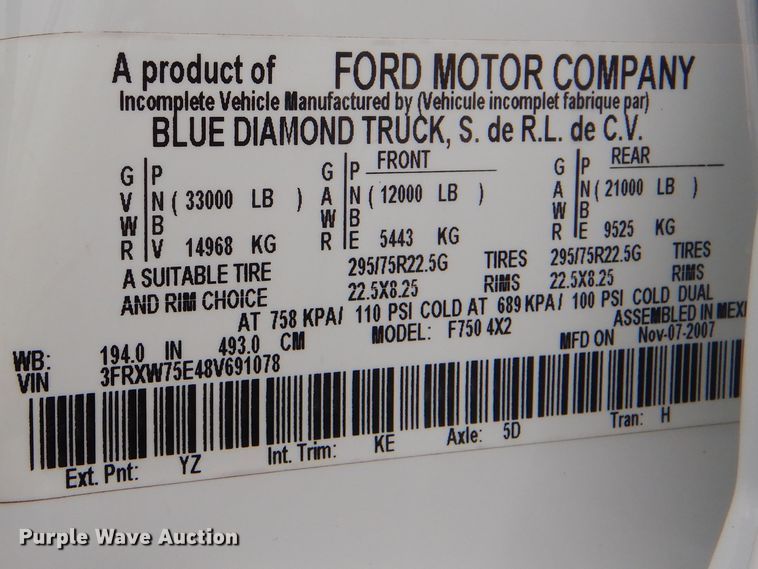 A product of FORD MOTOR COMPANY
Incomplete Vehicle Manufactured by (Vehicule incomplet fabrique par)
BLUE DIAMOND TRUCK, S. de R.L. de C.V.
FRONT REAR
G P G P G P
V N ( 33000 LB ) A N ( 12000 LB ) A N ( 21000 LB )
W B W B W B
R V 14968 KG R E 5443 KG R E 9525 KG
A SUITABLE TIRE 295/75R22.5G TIRES 295/75R22.5G TIRES
AND RIM CHOICE 22.5X8.25 RIMS 22.5X8.25 RIMS
AT 758 KPA/ 110 PSI COLD AT 689 KPA/ 100 PSI COLD DUAL
WB: 194.0 IN 493.0 CM MODEL: F750 4X2 ASSEMBLED IN MEXI
VIN 3FRXW75E48V691078 MFD ON Nov-07-2007
Ext. Pnt: YZ Int. Trim: KE Axle: 5D Tran: H
Purple Wave Auction